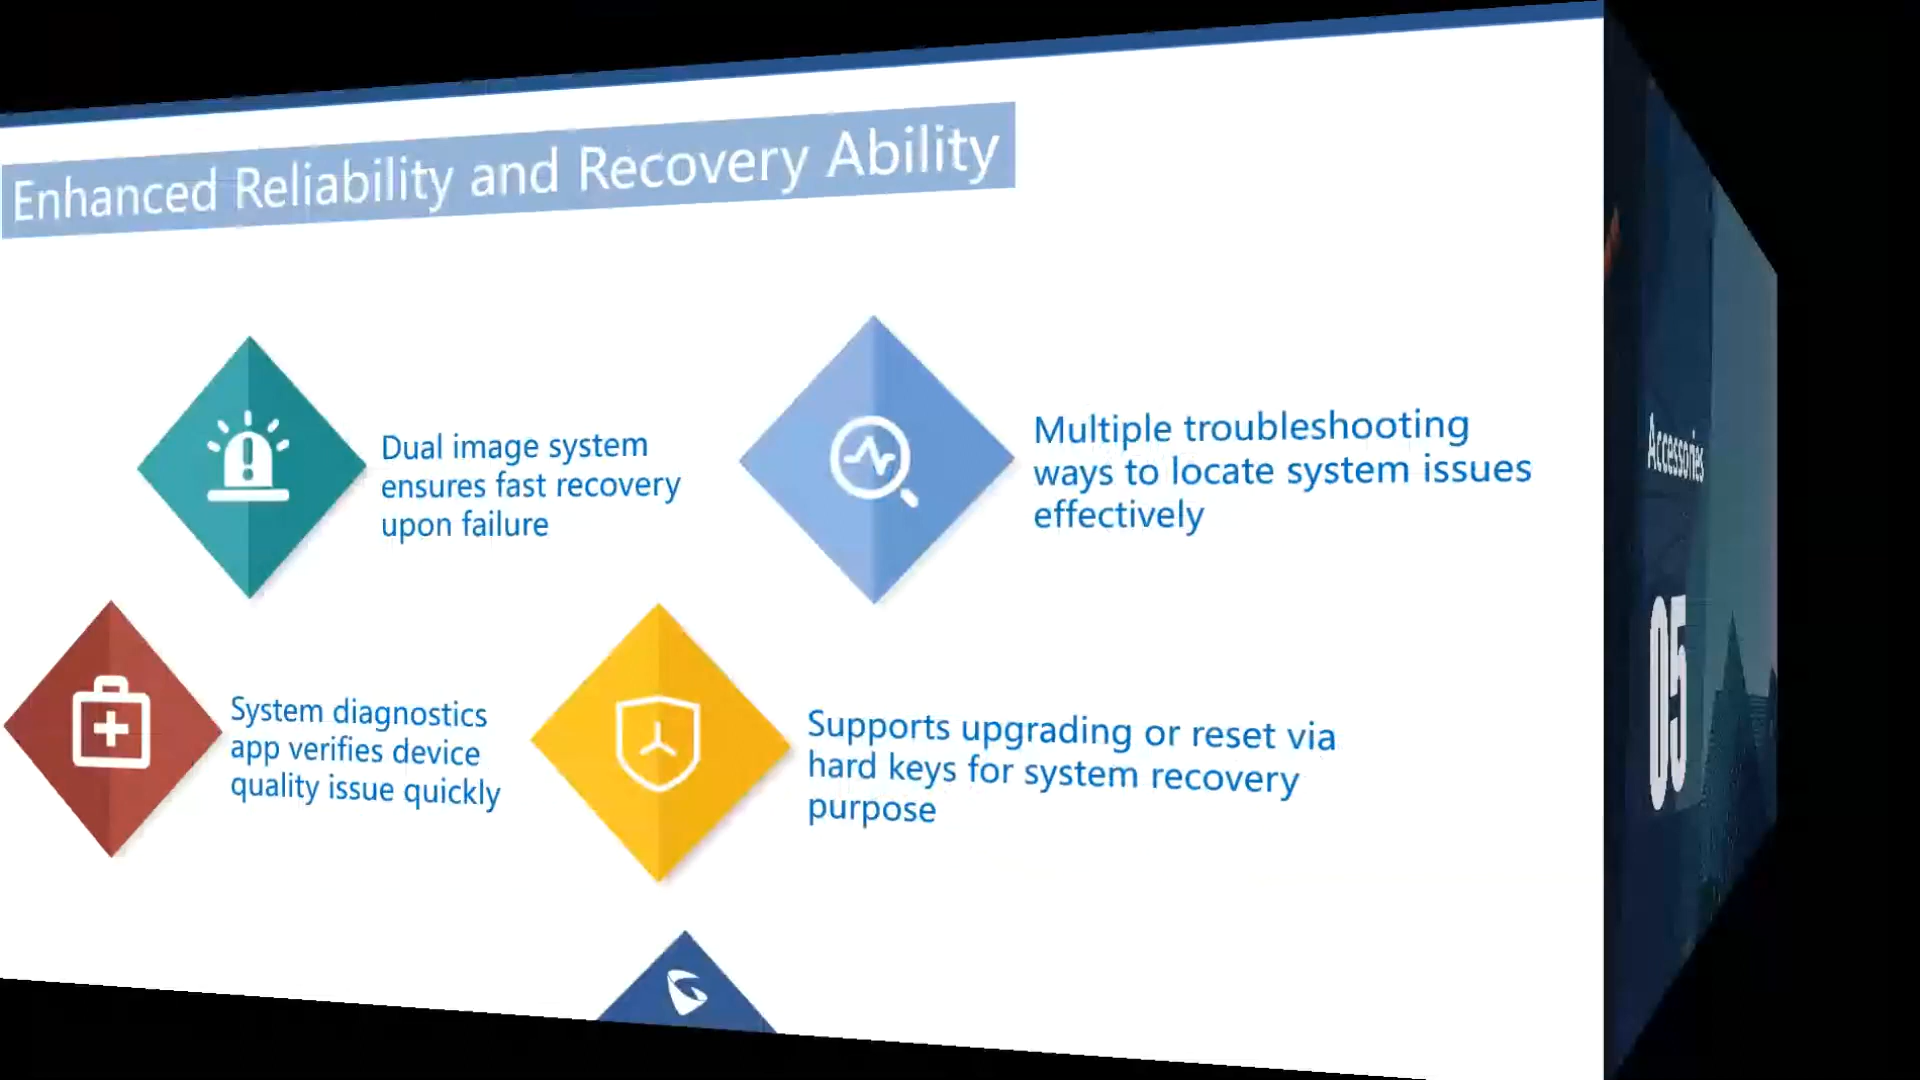 Enhanced Reliability and Recovery Ability
Dual image system
ensures fast recovery
upon failure
Multiple troubleshooting
ways to locate system issues
effectively
System diagnostics
app verifies device
quality issue quickly
Supports upgrading or reset via
hard keys for system recovery
purpose
Accessories
05